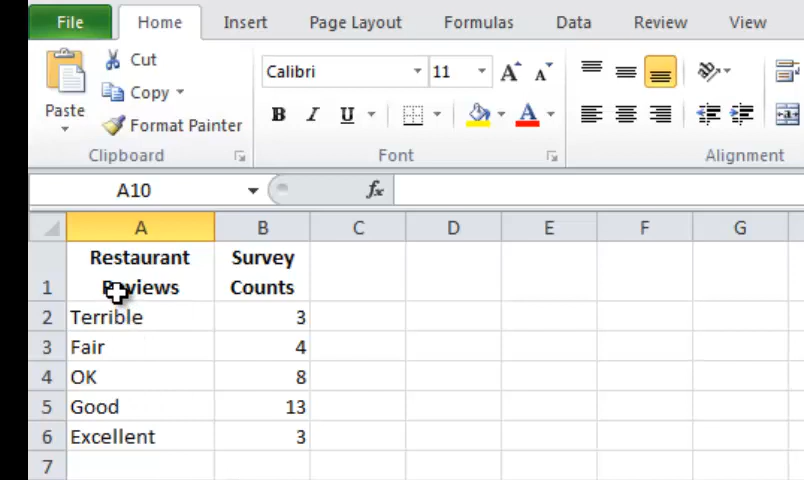 File Home Insert Page Layout Formulas Data Review View
Cut
Calibri 11 A A
Copy
Paste
B I U A
Format Painter
Clipboard Font Alignment
A10 fx
A B C D E F G
Restaurant Survey
1 Reviews Counts
2 Terrible 3
3 Fair 4
4 OK 8
5 Good 13
6 Excellent 3
7